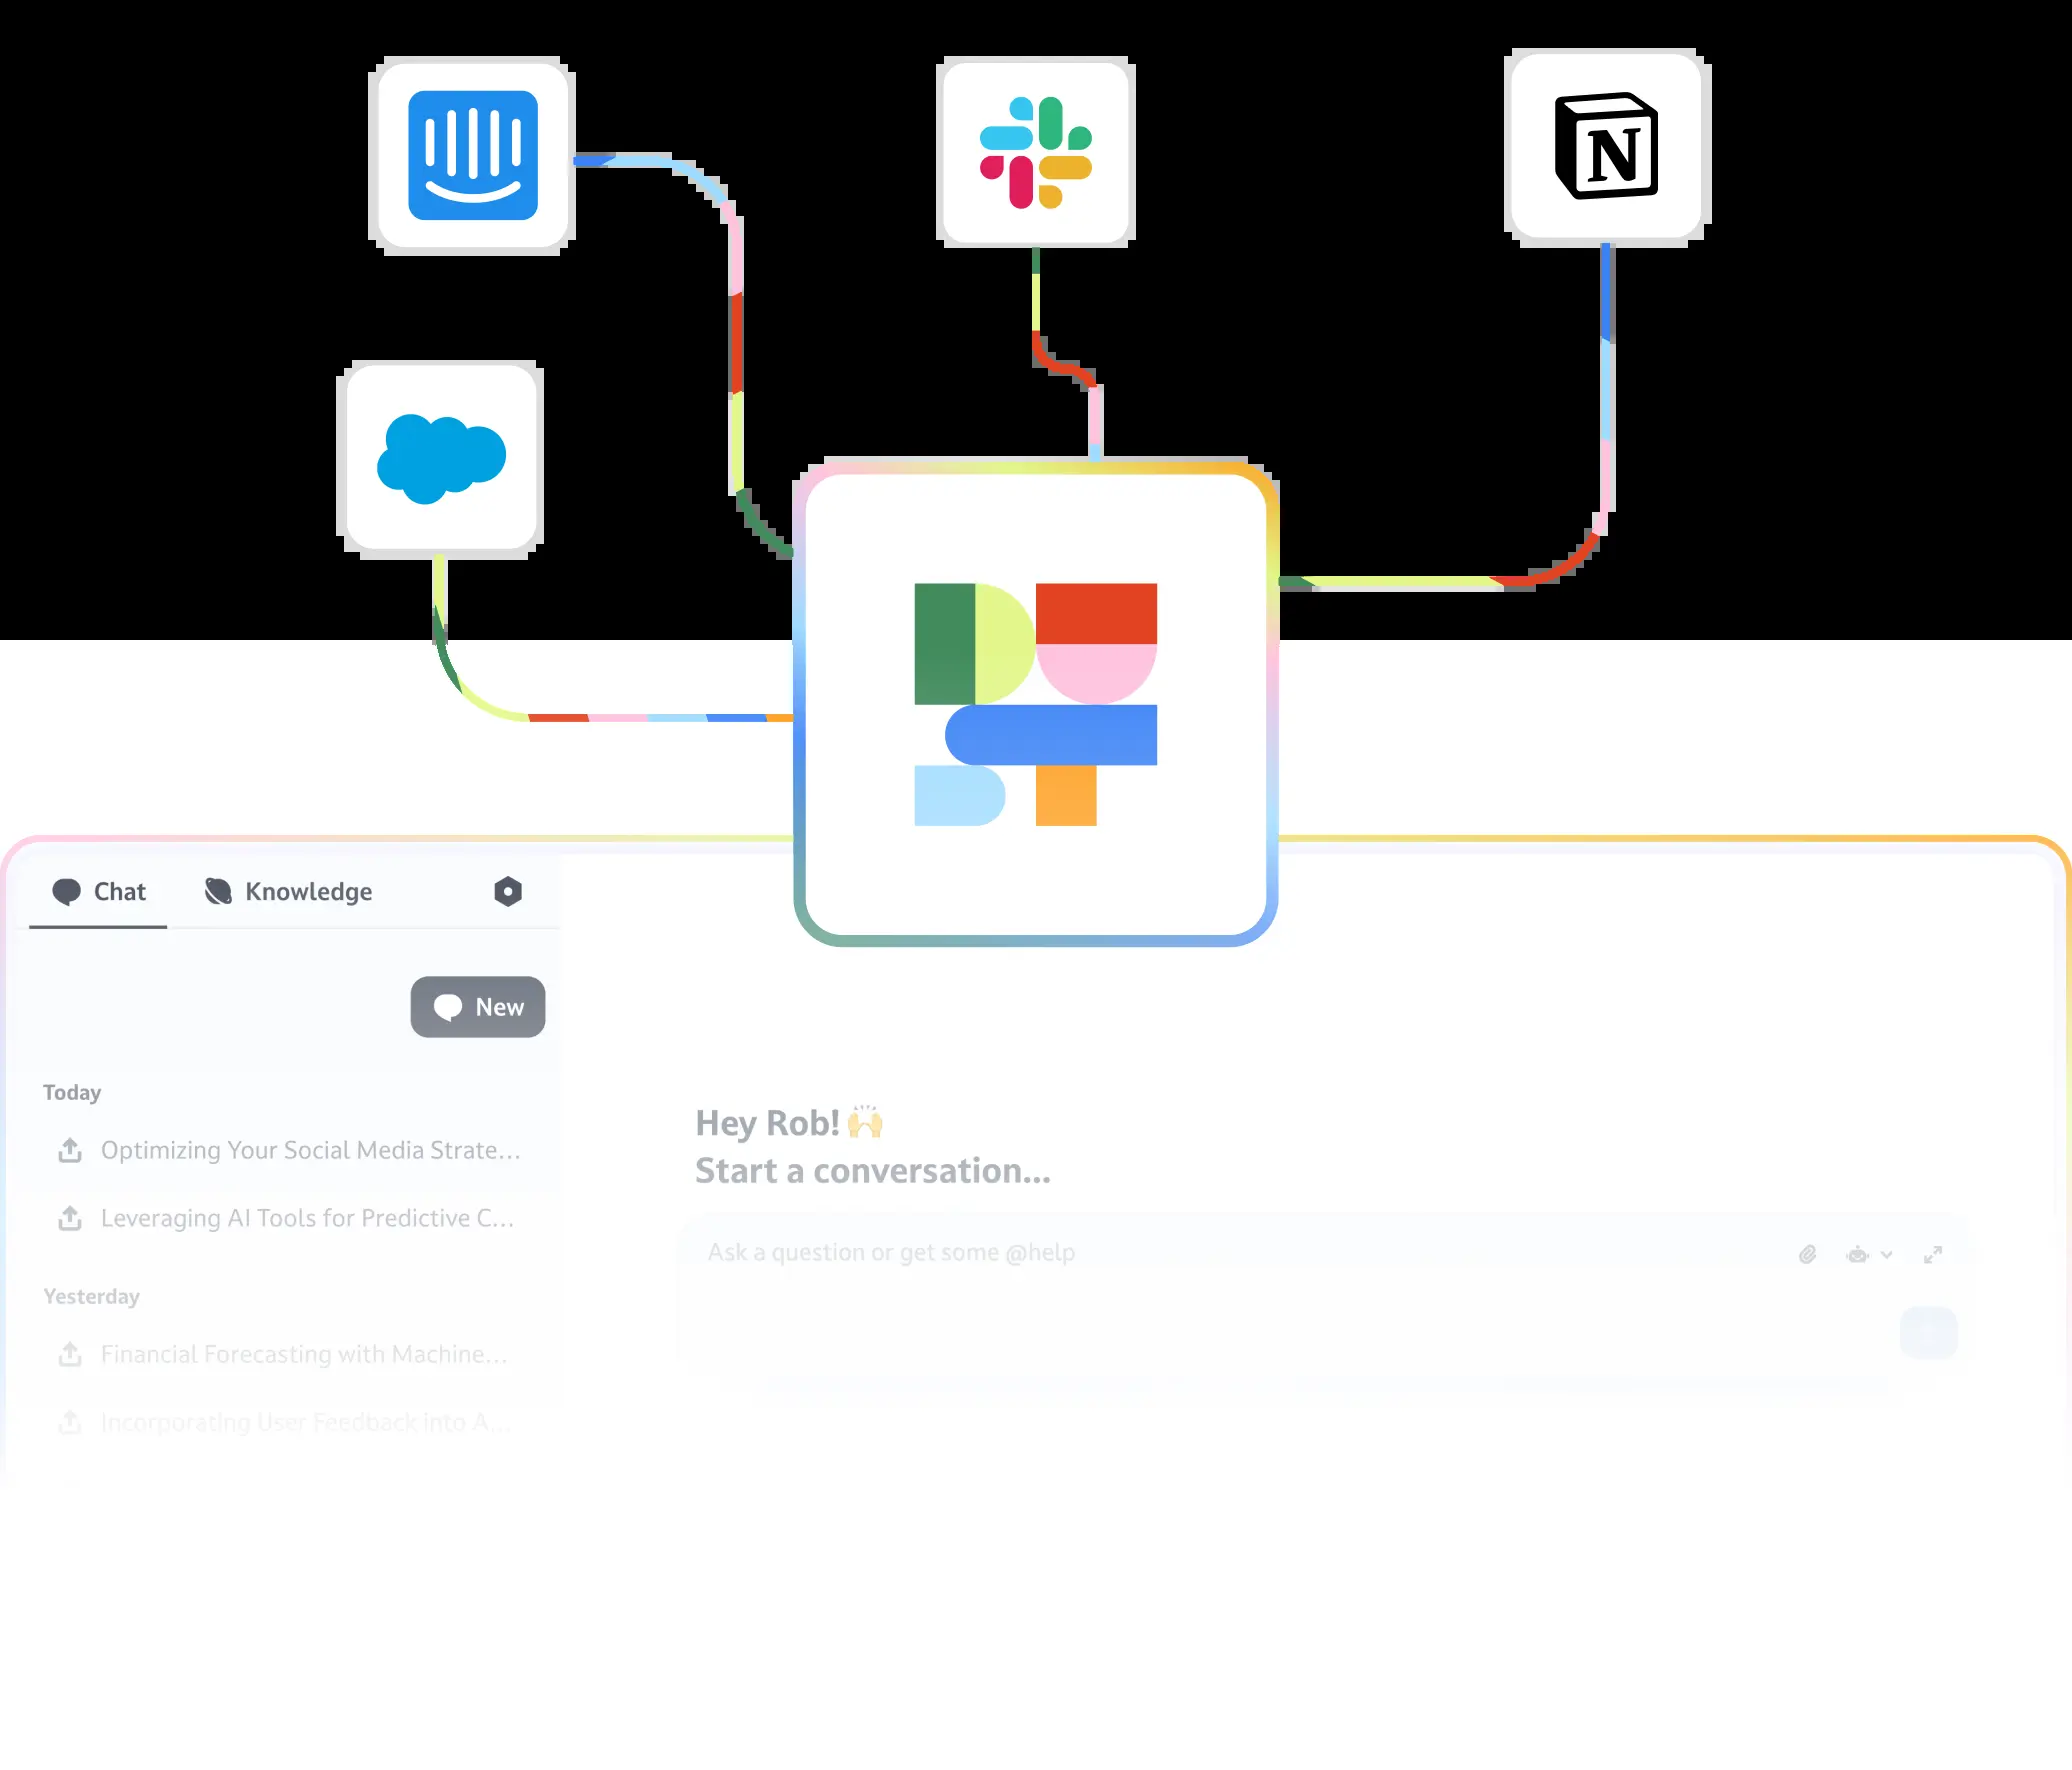 N
Chat
Knowledge
New
Today
Optimizing Your Social Media Strate...
Leveraging AI Tools for Predictive C...
Yesterday
Financial Forecasting with Machine...
Incorporating User Feedback into A...
Hey Rob! 🙌
Start a conversation...
Ask a question or get some @help